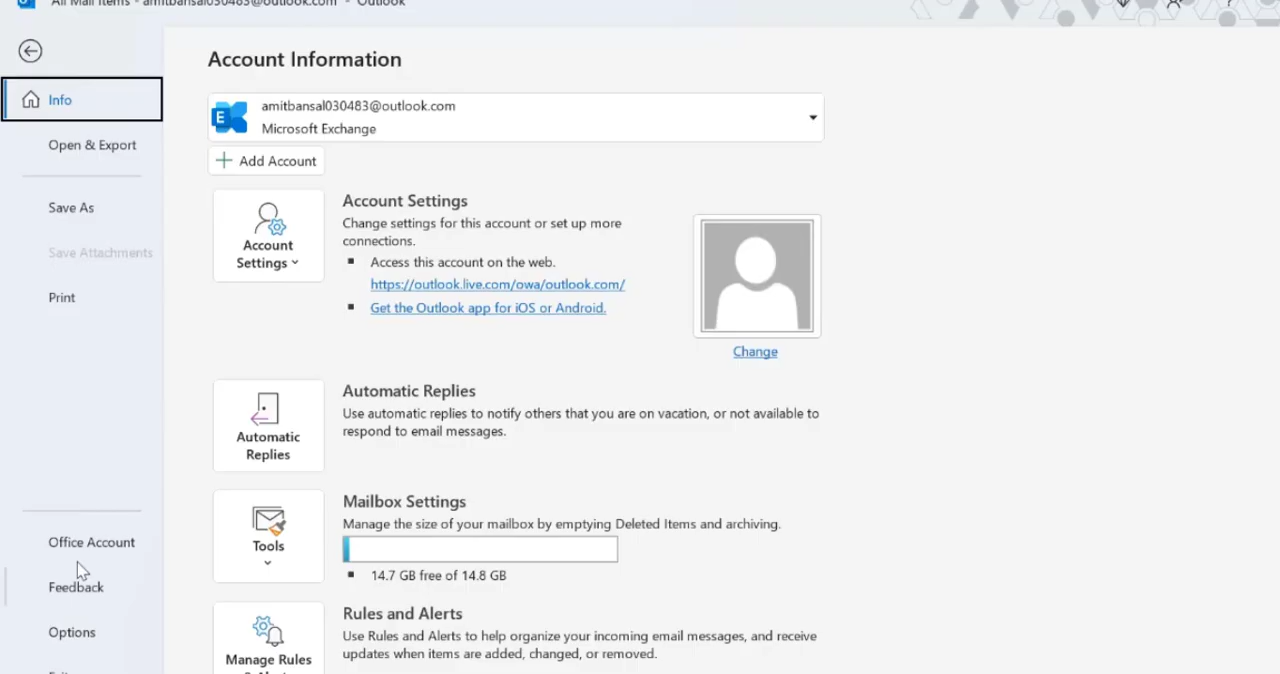 All Mail Items - amitbansal030483@outlook.com - Outlook
Info
Open & Export
Save As
Save Attachments
Print
Office Account
Feedback
Options
Account Information
E
amitbansal030483@outlook.com
Microsoft Exchange
Add Account
Account
Settings
Account Settings
Change settings for this account or set up more
connections.
Access this account on the web.
https://outlook.live.com/owa/outlook.com/
Get the Outlook app for iOS or Android.
Change
Automatic
Replies
Automatic Replies
Use automatic replies to notify others that you are on vacation, or not available to
respond to email messages.
Tools
Mailbox Settings
Manage the size of your mailbox by emptying Deleted Items and archiving.
14.7 GB free of 14.8 GB
Manage Rules
Rules and Alerts
Use Rules and Alerts to help organize your incoming email messages, and receive
updates when items are added, changed, or removed.